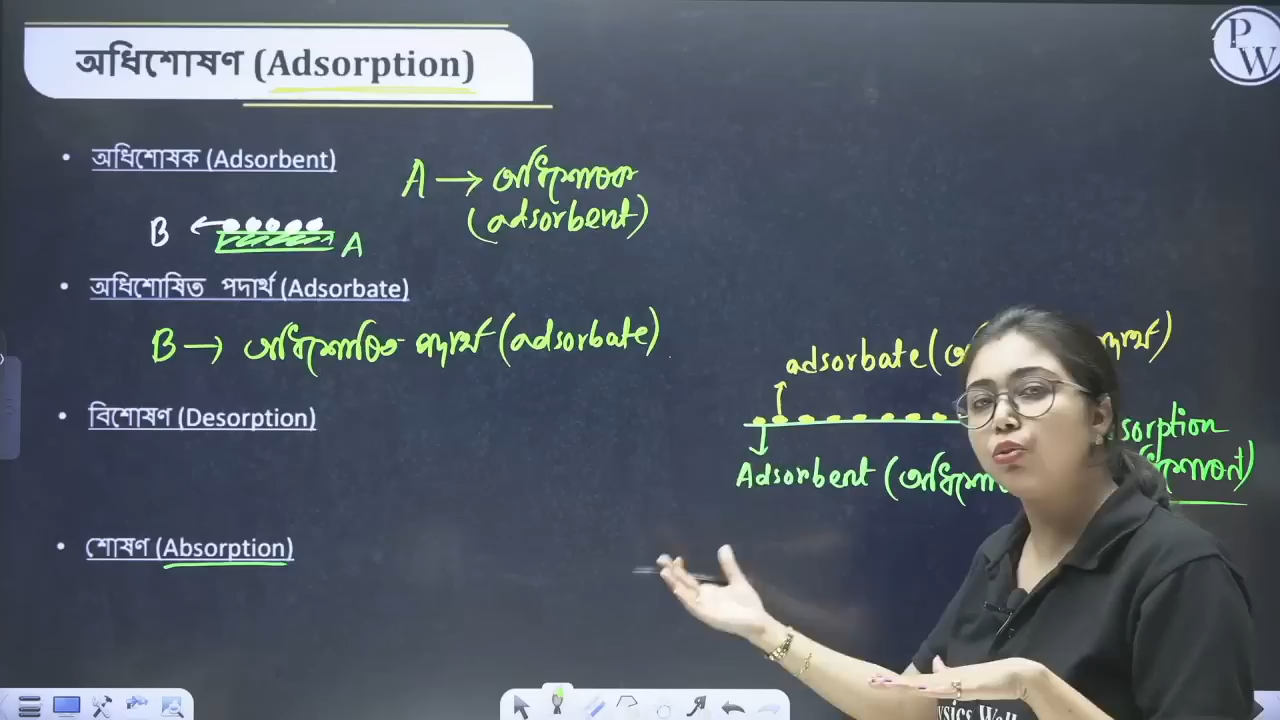 অধিশোষণ (Adsorption)
PW
• অধিশোষক (Adsorbent)
A → অধিশোষক
(adsorbent)
B
A
• অধিশোষিত পদার্থ (Adsorbate)
B → অধিশোষিত পদার্থ (adsorbate)
adsorbate (
• বিশোষণ (Desorption)
sorption
Adsorbent (
• শোষণ (Absorption)